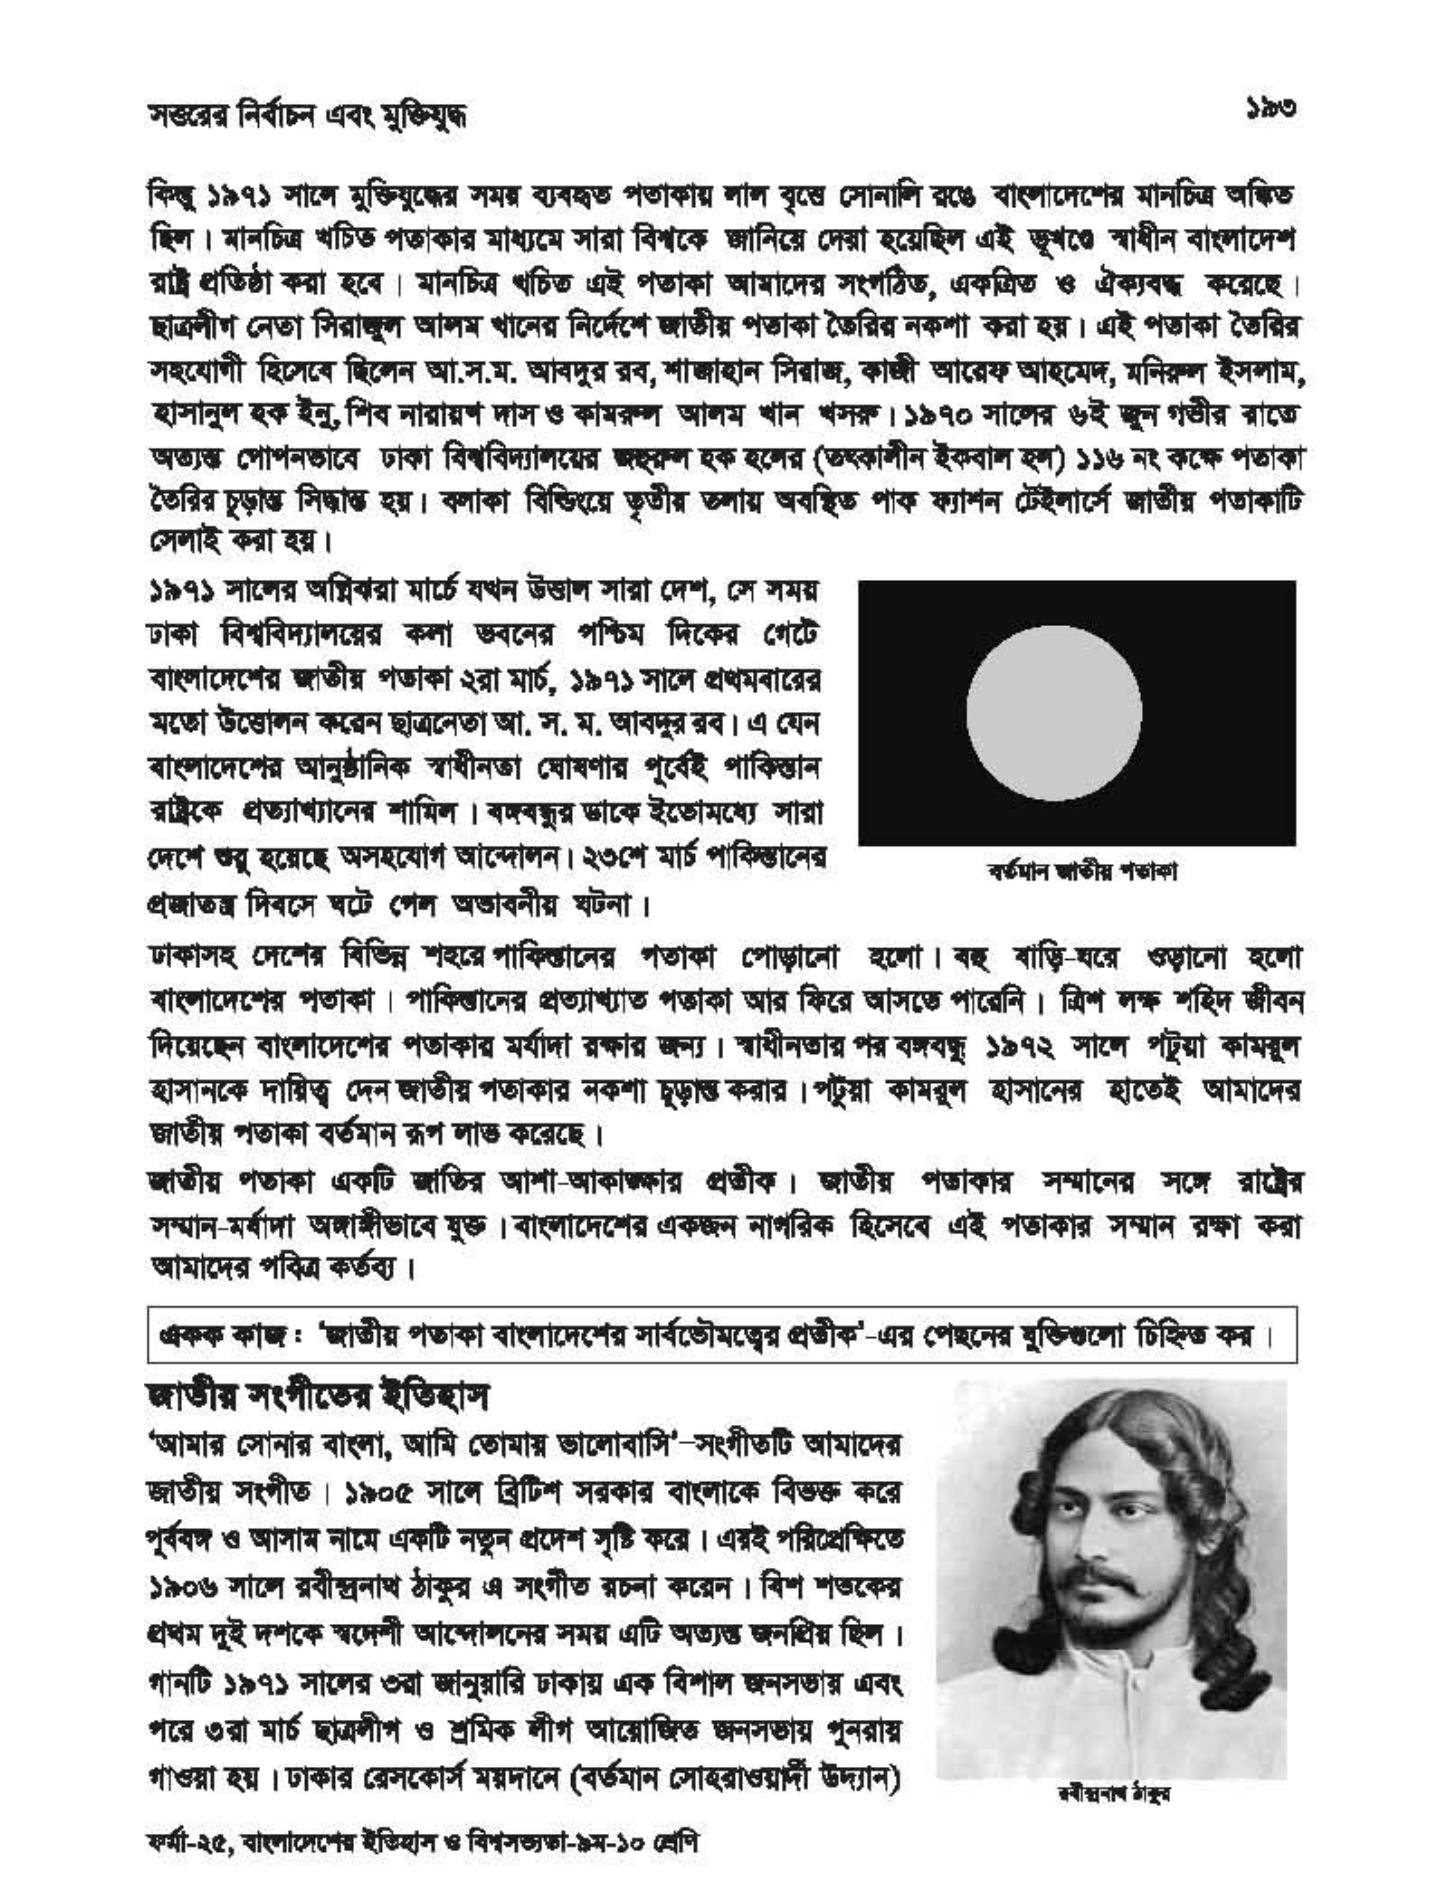 সত্তরের নির্বাচন এবং মুক্তিযুদ্ধ
১৯৩
কিন্তু ১৯৭১ সালে মুক্তিযুদ্ধের সময় ব্যবহৃত পতাকায় লাল বৃত্তে সোনালি রঙে বাংলাদেশের মানচিত্র অঙ্কিত
ছিল। মানচিত্র খচিত পতাকার মাধ্যমে সারা বিশ্বকে জানিয়ে দেয়া হয়েছিল এই ভূখণ্ডে স্বাধীন বাংলাদেশ
রাষ্ট্র প্রতিষ্ঠা করা হবে। মানচিত্র খচিত এই পতাকা আমাদের সংগঠিত, একত্রিত ও ঐক্যবদ্ধ করেছে।
ছাত্রলীগ নেতা সিরাজুল আলম খানের নির্দেশে জাতীয় পতাকা তৈরির নকশা করা হয়। এই পতাকা তৈরির
সহযোগী হিসেবে ছিলেন আ.স.ম. আবদুর রব, শাজাহান সিরাজ, কাজী আরেফ আহমেদ, মনিরুল ইসলাম,
হাসানুল হক ইনু, শিব নারায়ণ দাস ও কামরুল আলম খান খসরু। ১৯৭০ সালের ৬ই জুন গভীর রাতে
অত্যন্ত গোপনভাবে ঢাকা বিশ্ববিদ্যালয়ের জহুরুল হক হলের (তৎকালীন ইকবাল হল) ১১৬ নং কক্ষে পতাকা
তৈরির চূড়ান্ত সিদ্ধান্ত হয়। বলাকা বিল্ডিংয়ে তৃতীয় তলায় অবস্থিত পাক ফ্যাশন টেইলার্সে জাতীয় পতাকাটি
সেলাই করা হয়।
১৯৭১ সালের অগ্নিঝরা মার্চে যখন উত্তাল সারা দেশ, সে সময়
ঢাকা বিশ্ববিদ্যালয়ের কলা ভবনের পশ্চিম দিকের গেটে
বাংলাদেশের জাতীয় পতাকা ২রা মার্চ, ১৯৭১ সালে প্রথমবারের
মতো উত্তোলন করেন ছাত্রনেতা আ. স. ম. আবদুর রব। এ যেন
বাংলাদেশের আনুষ্ঠানিক স্বাধীনতা ঘোষণার পূর্বেই পাকিস্তান
রাষ্ট্রকে প্রত্যাখ্যানের শামিল। বঙ্গবন্ধুর ডাকে ইতোমধ্যে সারা
দেশে শুরু হয়েছে অসহযোগ আন্দোলন। ২৩শে মার্চ পাকিস্তানের
প্রজাতন্ত্র দিবসে ঘটে গেল অভাবনীয় ঘটনা।
বর্তমান জাতীয় পতাকা
ঢাকাসহ দেশের বিভিন্ন শহরে পাকিস্তানের পতাকা পোড়ানো হলো। বহু বাড়ি-ঘরে ওড়ানো হলো
বাংলাদেশের পতাকা। পাকিস্তানের প্রত্যাখ্যাত পতাকা আর ফিরে আসতে পারেনি। ত্রিশ লক্ষ শহিদ জীবন
দিয়েছেন বাংলাদেশের পতাকার মর্যাদা রক্ষার জন্য। স্বাধীনতার পর বঙ্গবন্ধু ১৯৭২ সালে পটুয়া কামরুল
হাসানকে দায়িত্ব দেন জাতীয় পতাকার নকশা চূড়ান্ত করার। পটুয়া কামরুল হাসানের হাতেই আমাদের
জাতীয় পতাকা বর্তমান রূপ লাভ করেছে।
জাতীয় পতাকা একটি জাতির আশা-আকাঙ্ক্ষার প্রতীক। জাতীয় পতাকার সম্মানের সঙ্গে রাষ্ট্রের
সম্মান-মর্যাদা অঙ্গাঙ্গীভাবে যুক্ত। বাংলাদেশের একজন নাগরিক হিসেবে এই পতাকার সম্মান রক্ষা করা
আমাদের পবিত্র কর্তব্য।
একক কাজ : ‘জাতীয় পতাকা বাংলাদেশের সার্বভৌমত্বের প্রতীক’-এর পেছনের যুক্তিগুলো চিহ্নিত কর।
জাতীয় সংগীতের ইতিহাস
‘আমার সোনার বাংলা, আমি তোমায় ভালোবাসি’–সংগীতটি আমাদের
জাতীয় সংগীত। ১৯০৫ সালে ব্রিটিশ সরকার বাংলাকে বিভক্ত করে
পূর্ববঙ্গ ও আসাম নামে একটি নতুন প্রদেশ সৃষ্টি করে। এরই পরিপ্রেক্ষিতে
১৯০৬ সালে রবীন্দ্রনাথ ঠাকুর এ সংগীত রচনা করেন। বিশ শতকের
প্রথম দুই দশকে স্বদেশী আন্দোলনের সময় এটি অত্যন্ত জনপ্রিয় ছিল।
গানটি ১৯৭১ সালের ৩রা জানুয়ারি ঢাকায় এক বিশাল জনসভায় এবং
পরে ৩রা মার্চ ছাত্রলীগ ও শ্রমিক লীগ আয়োজিত জনসভায় পুনরায়
গাওয়া হয়। ঢাকার রেসকোর্স ময়দানে (বর্তমান সোহরাওয়ার্দী উদ্যান)
রবীন্দ্রনাথ ঠাকুর
ফর্মা-২৫, বাংলাদেশের ইতিহাস ও বিশ্বসভ্যতা-৯ম-১০ শ্রেণি